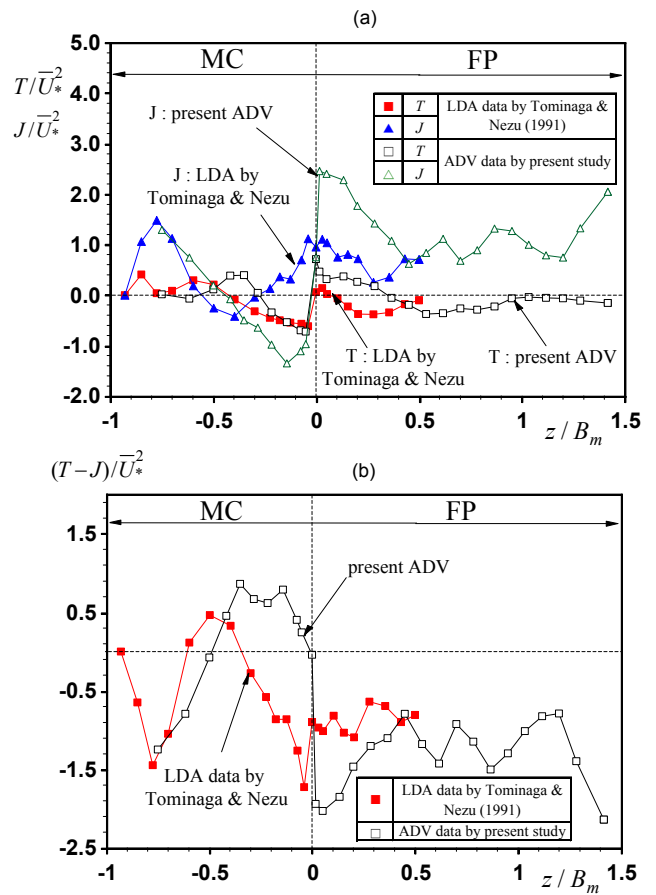 (a)
MC FP
T/U̅*² 
J/U̅*²
5.0
4.0
3.0
2.0
1.0
0.0
-1.0
-2.0
J : present ADV
J : LDA by
Tominaga & Nezu
T LDA data by Tominaga &
J Nezu (1991)
T ADV data by present study
J
T : LDA by
Tominaga & Nezu
T : present ADV
-1 -0.5 0 0.5 1 1.5
z / Bₘ
(T-J)/U̅*² (b)
MC FP
1.5
0.5
-0.5
-1.5
-2.5
present ADV
LDA data by
Tominaga & Nezu
LDA data by Tominaga &
Nezu (1991)
ADV data by present study
-1 -0.5 0 0.5 1 1.5
z / Bₘ